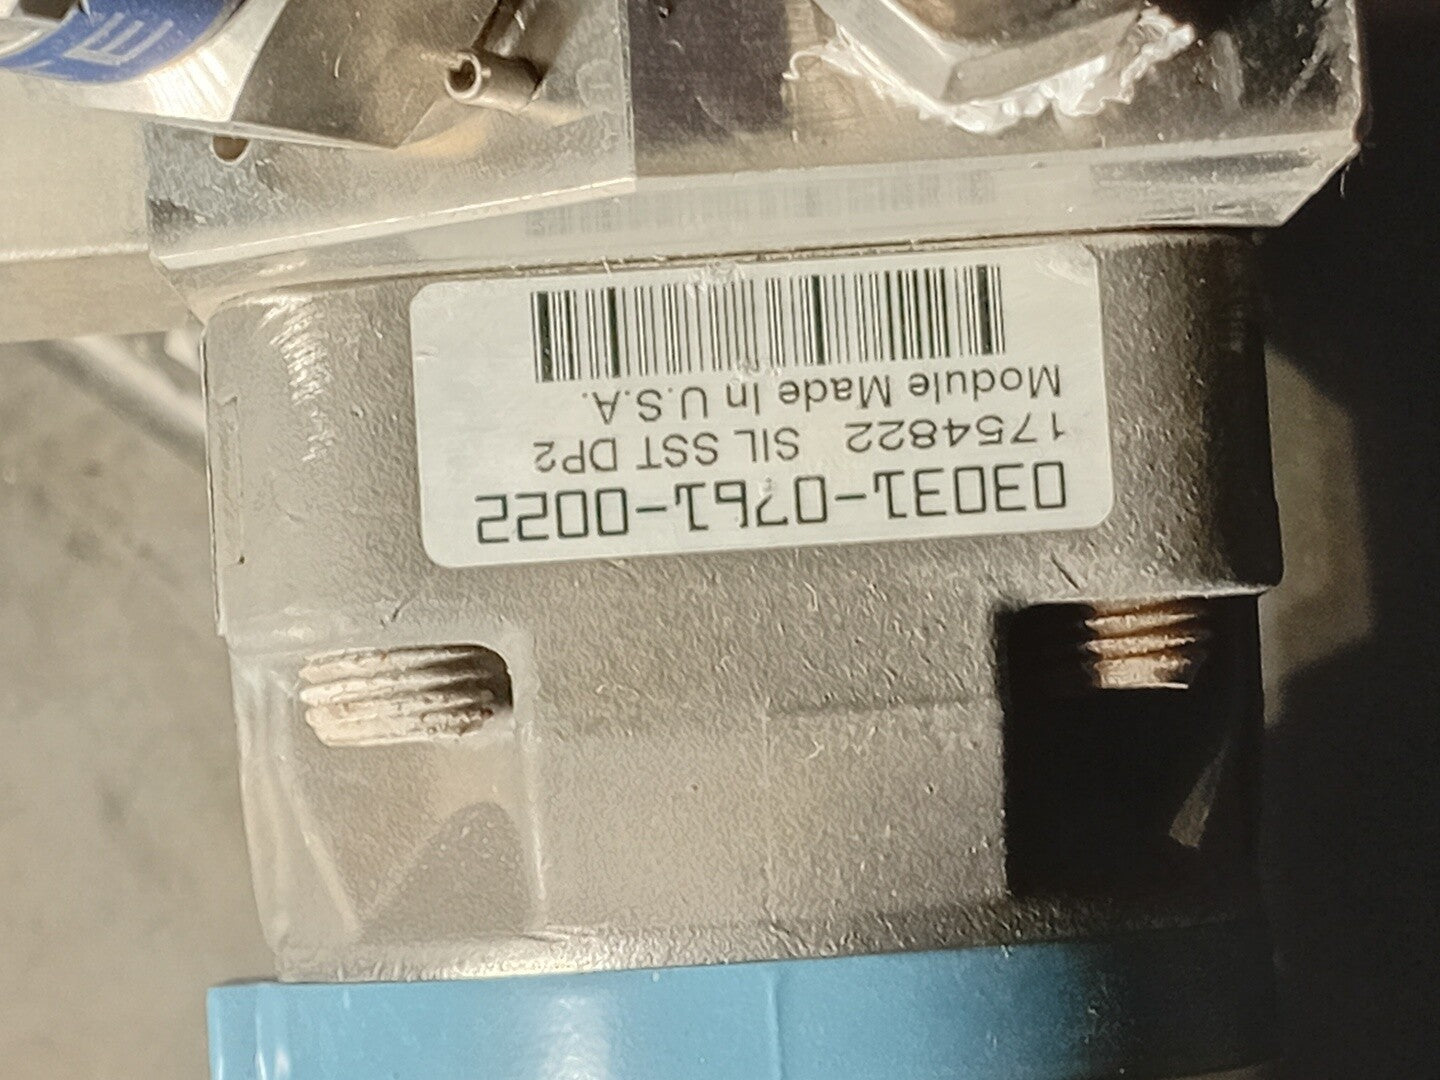 03031-0761-0022
1754822 SIL SST DP2
Module Made In U.S.A.